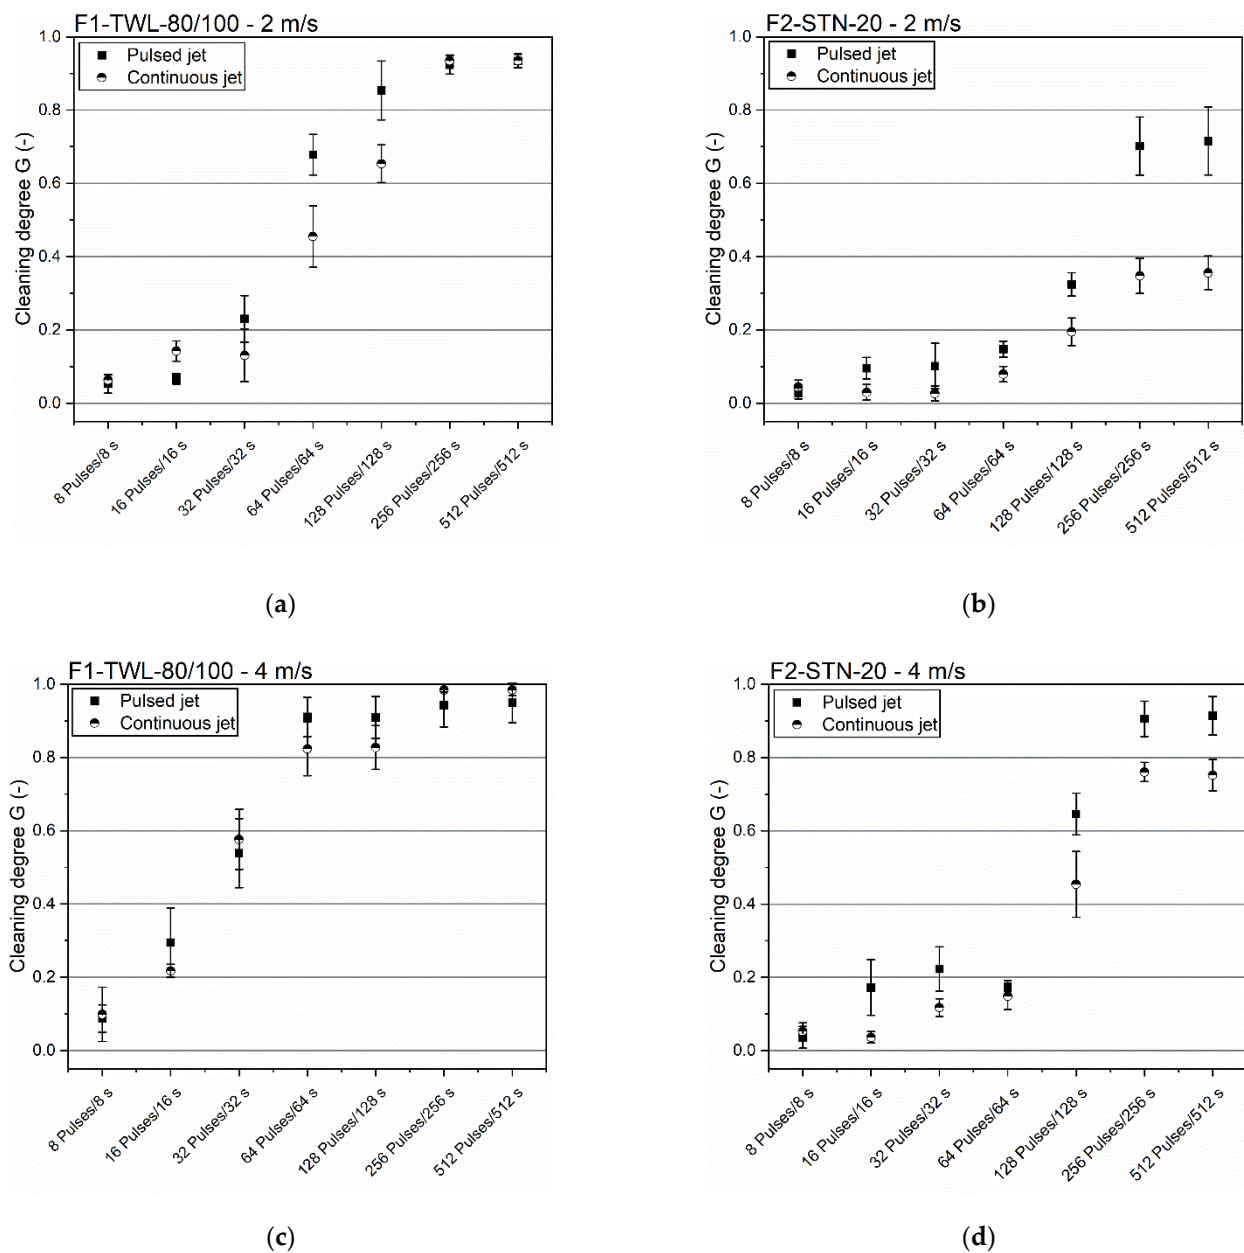 F1-TWL-80/100 - 2 m/s
Pulsed jet
Continuous jet
Cleaning degree G (-)
1.0
0.8
0.6
0.4
0.2
0.0
8 Pulses/8 s
16 Pulses/16 s
32 Pulses/32 s
64 Pulses/64 s
128 Pulses/128 s
256 Pulses/256 s
512 Pulses/512 s
(a)
F2-STN-20 - 2 m/s
Pulsed jet
Continuous jet
Cleaning degree G (-)
1.0
0.8
0.6
0.4
0.2
0.0
8 Pulses/8 s
16 Pulses/16 s
32 Pulses/32 s
64 Pulses/64 s
128 Pulses/128 s
256 Pulses/256 s
512 Pulses/512 s
(b)
F1-TWL-80/100 - 4 m/s
Pulsed jet
Continuous jet
Cleaning degree G (-)
1.0
0.8
0.6
0.4
0.2
0.0
8 Pulses/8 s
16 Pulses/16 s
32 Pulses/32 s
64 Pulses/64 s
128 Pulses/128 s
256 Pulses/256 s
512 Pulses/512 s
(c)
F2-STN-20 - 4 m/s
Pulsed jet
Continuous jet
Cleaning degree G (-)
1.0
0.8
0.6
0.4
0.2
0.0
8 Pulses/8 s
16 Pulses/16 s
32 Pulses/32 s
64 Pulses/64 s
128 Pulses/128 s
256 Pulses/256 s
512 Pulses/512 s
(d)